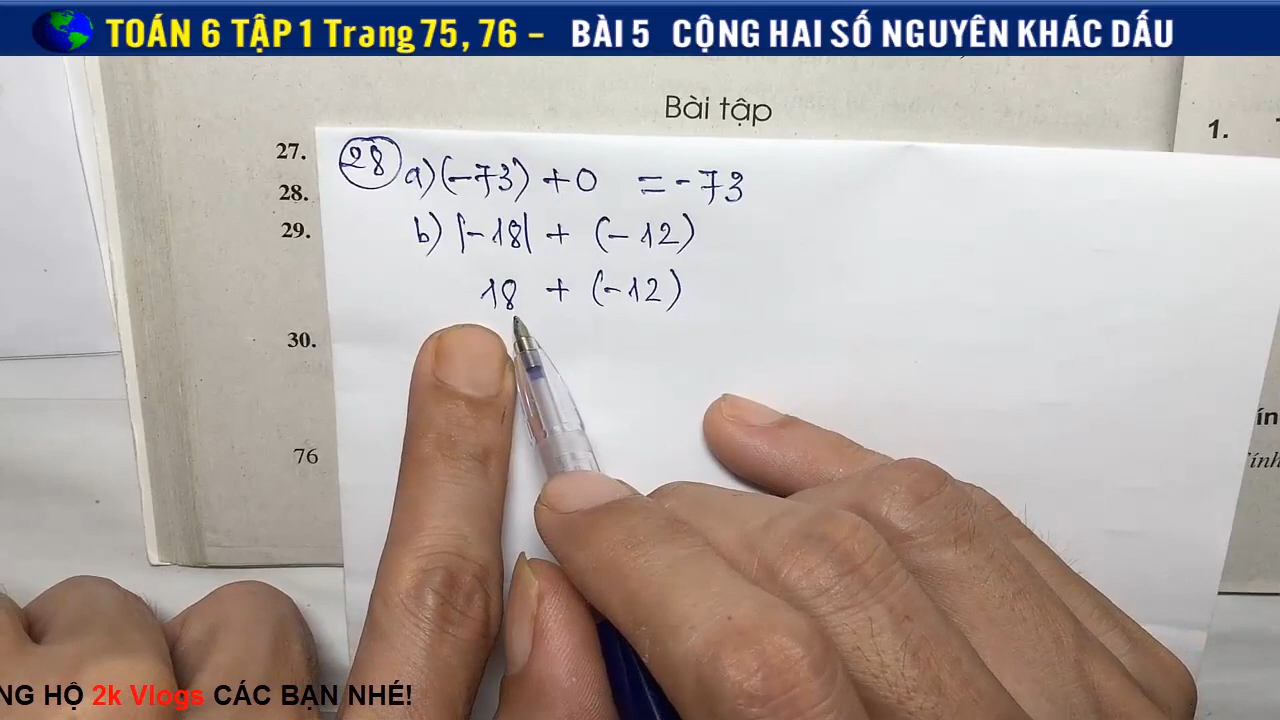 TOÁN 6 TẬP 1 Trang 75, 76 – BÀI 5 CỘNG HAI SỐ NGUYÊN KHÁC DẤU
Bài tập
1.
27.
28.
29.
30.
76
28 a) (-73) + 0 = -73
b) |-18| + (-12)
18 + (-12)
NG HỘ 2k Vlogs CÁC BẠN NHÉ!